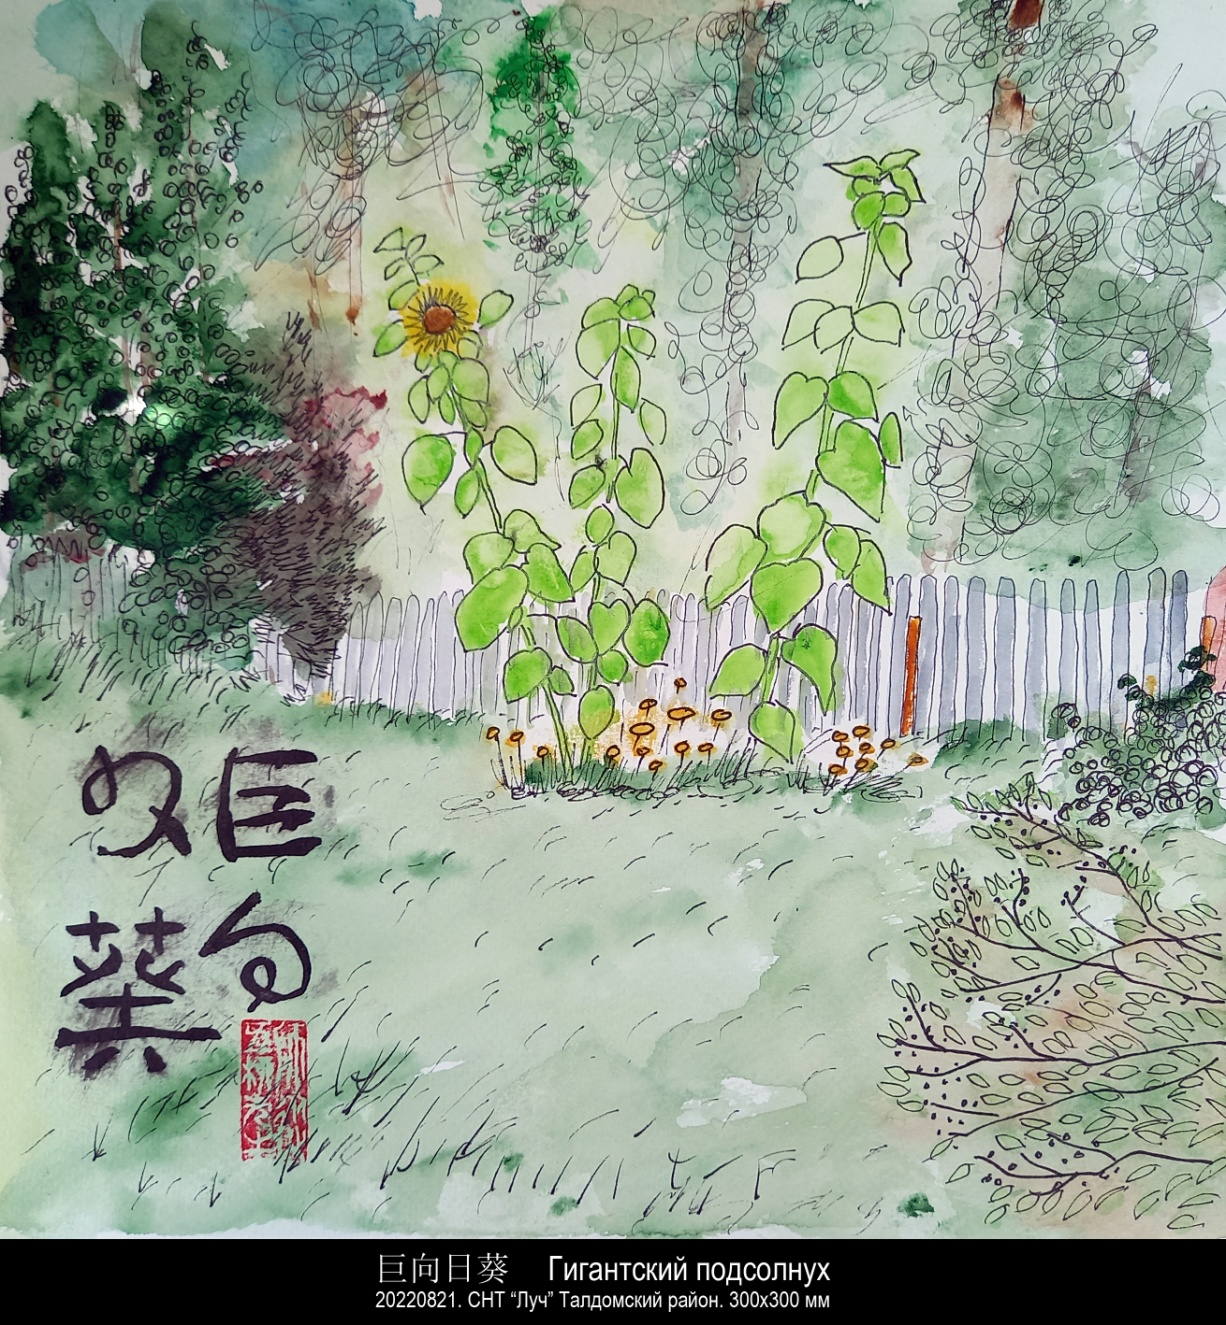 巨向
日葵
巨向日葵 Гигантский подсолнух
20220821. СНТ “Луч” Талдомский район. 300x300 мм